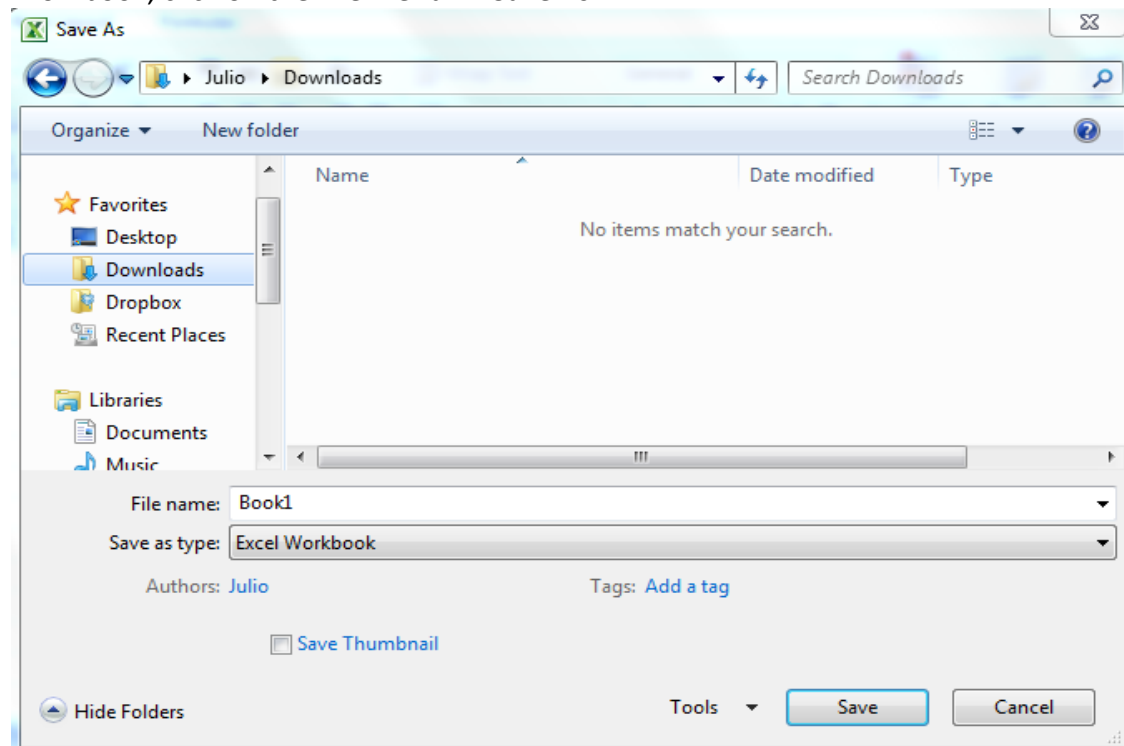 Save As
Julio Downloads
Search Downloads
Organize
New folder
Name
Date modified
Type
No items match your search.
Favorites
Desktop
Downloads
Dropbox
Recent Places
Libraries
Documents
Music
File name: Book1
Save as type: Excel Workbook
Authors: Julio
Tags: Add a tag
Save Thumbnail
Hide Folders
Tools
Save
Cancel